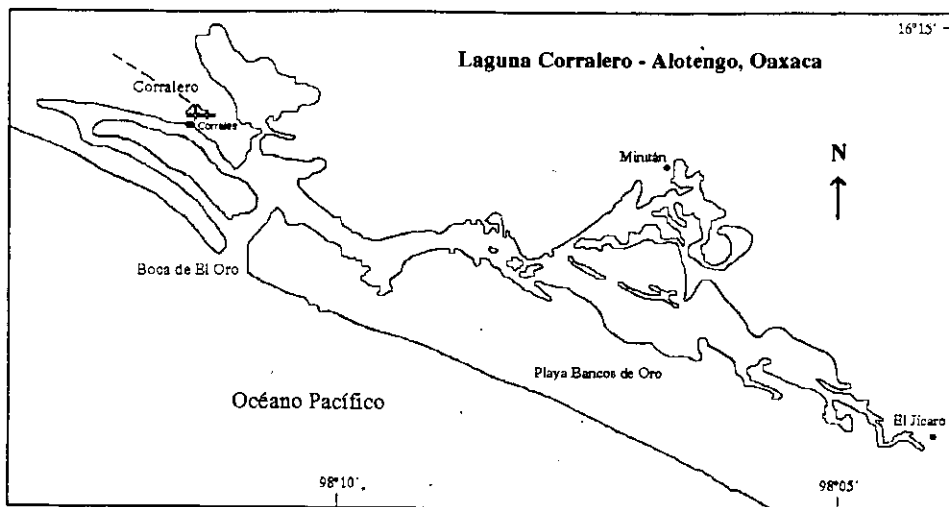 16°15'
Laguna Corralero - Alotengo, Oaxaca
Corralero
Corrales
Minitán
N
Boca de El Oro
Playa Bancos de Oro
Océano Pacífico
El Jícaro
98°10'
98°05'